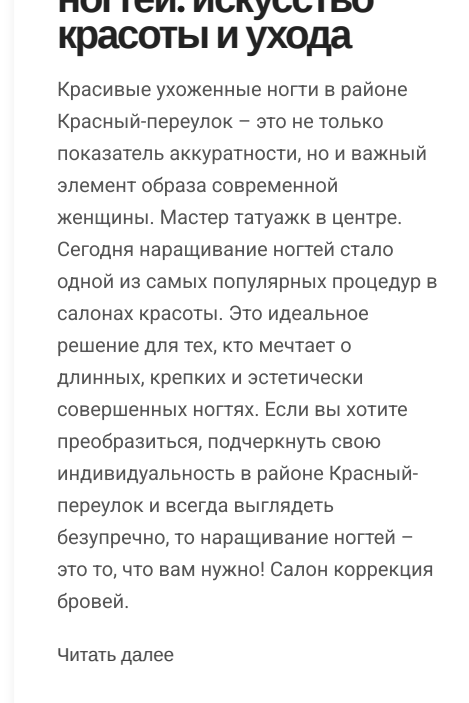 ногтей: искусство
красоты и ухода
Красивые ухоженные ногти в районе
Красный-переулок – это не только
показатель аккуратности, но и важный
элемент образа современной
женщины. Мастер татуажк в центре.
Сегодня наращивание ногтей стало
одной из самых популярных процедур в
салонах красоты. Это идеальное
решение для тех, кто мечтает о
длинных, крепких и эстетически
совершенных ногтях. Если вы хотите
преобразиться, подчеркнуть свою
индивидуальность в районе Красный-
переулок и всегда выглядеть
безупречно, то наращивание ногтей –
это то, что вам нужно! Салон коррекция
бровей.
Читать далее